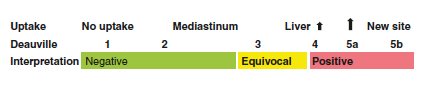 Uptake No uptake Mediastinum Liver ⬆ ⬆ New site
Deauville 1 2 3 4 5a 5b
Interpretation Negative Equivocal Positive